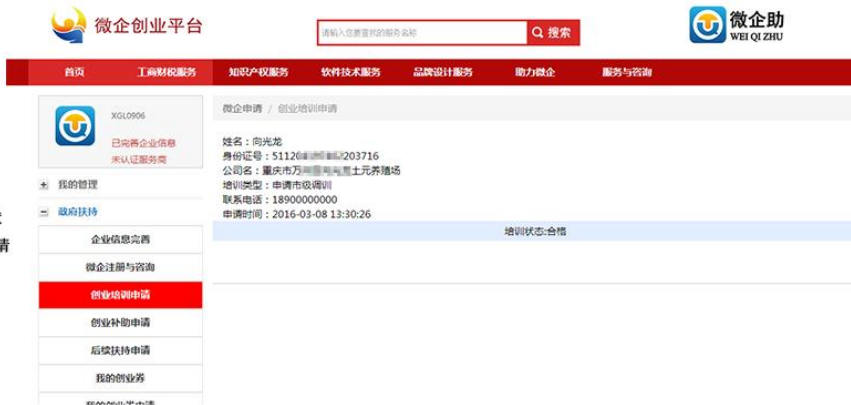 微企创业平台
请输入您要查找的服务名称
搜索
微企助
WEI QI ZHU
首页 工商财税服务 知识产权服务 软件技术服务 品牌设计服务 助力微企 服务与咨询
XGL0906
已完善企业信息
未认证服务商
微企申请 / 创业培训申请
姓名：向光龙
身份证号：51120 203716
公司名：重庆市万 土元养殖场
培训类型：申请市级调训
联系电话：18900000000
申请时间：2016-03-08 13:30:26
培训状态:合格
我的管理
政府扶持
请
企业信息完善
微企注册与咨询
创业培训申请
创业补助申请
后续扶持申请
我的创业券
我的创业券申请